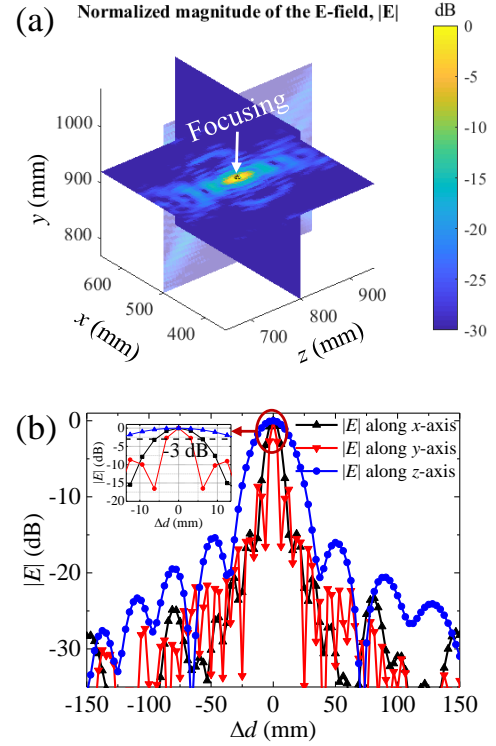 (a) Normalized magnitude of the E-field, |E|
dB
0
-5
-10
-15
-20
-25
-30
Focusing
1000
900
800
y (mm)
600
500
400
x (mm)
700
800
900
z (mm)
(b)
0
-10
-20
-30
|E| (dB)
-150
-100
-50
0
50
100
150
Δd (mm)
|E| along x-axis
|E| along y-axis
|E| along z-axis
0
-5
-10
-15
-20
|E| (dB)
-3 dB
-10
0
10
Δd (mm)